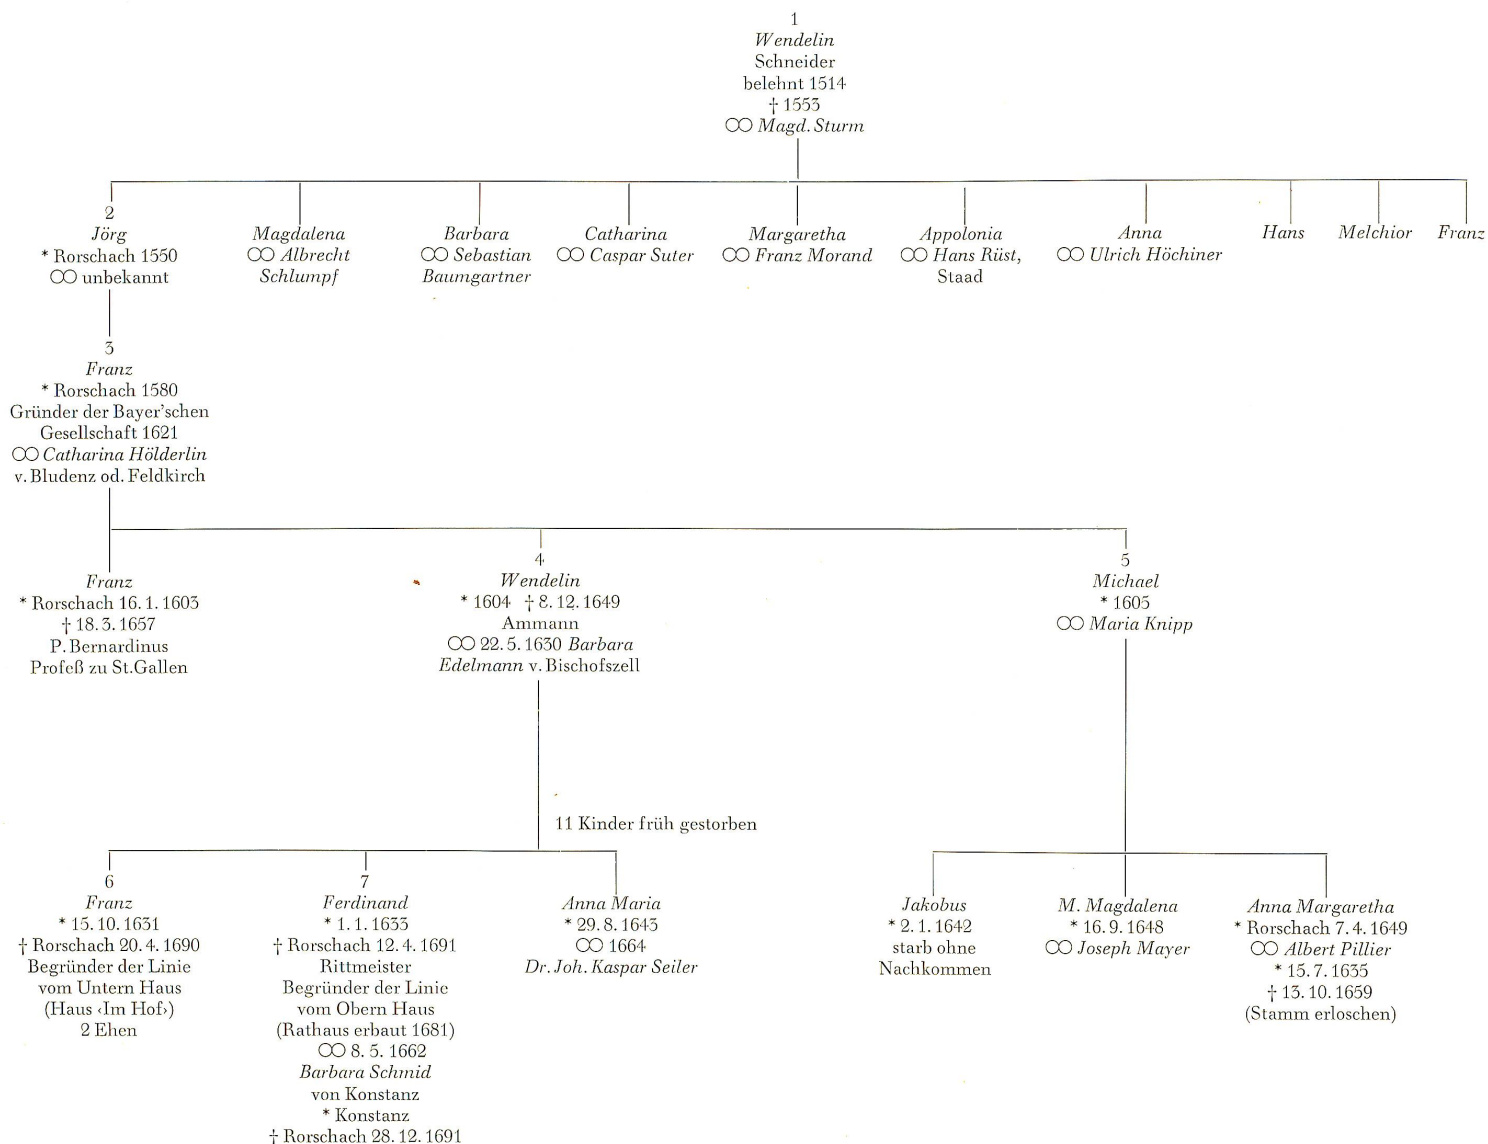 1
Wendelin
Schneider
belehnt 1514
† 1553
⚭ Magd. Sturm
2
Jörg
* Rorschach 1550
⚭ unbekannt
Magdalena
⚭ Albrecht
Schlumpf
Barbara
⚭ Sebastian
Baumgartner
Catharina
⚭ Caspar Suter
Margaretha
⚭ Franz Morand
Appolonia
⚭ Hans Rüst,
Staad
Anna
⚭ Ulrich Höchiner
Hans
Melchior
Franz
3
Franz
* Rorschach 1580
Gründer der Bayer'schen
Gesellschaft 1621
⚭ Catharina Hölderlin
v. Bludenz od. Feldkirch
Franz
* Rorschach 16. 1. 1603
† 18. 3. 1657
P. Bernardinus
Profeß zu St. Gallen
4
Wendelin
* 1604 † 8. 12. 1649
Ammann
⚭ 22. 5. 1630 Barbara
Edelmann v. Bischofszell
5
Michael
* 1605
⚭ Maria Knipp
11 Kinder früh gestorben
6
Franz
* 15. 10. 1631
† Rorschach 20. 4. 1690
Begründer der Linie
vom Untern Haus
(Haus ‹Im Hof›)
2 Ehen
7
Ferdinand
* 1. 1. 1633
† Rorschach 12. 4. 1691
Rittmeister
Begründer der Linie
vom Obern Haus
(Rathaus erbaut 1681)
⚭ 8. 5. 1662
Barbara Schmid
von Konstanz
* Konstanz
† Rorschach 28. 12. 1691
Anna Maria
* 29. 8. 1643
⚭ 1664
Dr. Joh. Kaspar Seiler
Jakobus
* 2. 1. 1642
starb ohne
Nachkommen
M. Magdalena
* 16. 9. 1648
⚭ Joseph Mayer
Anna Margaretha
* Rorschach 7. 4. 1649
⚭ Albert Pillier
* 15. 7. 1635
† 13. 10. 1659
(Stamm erloschen)